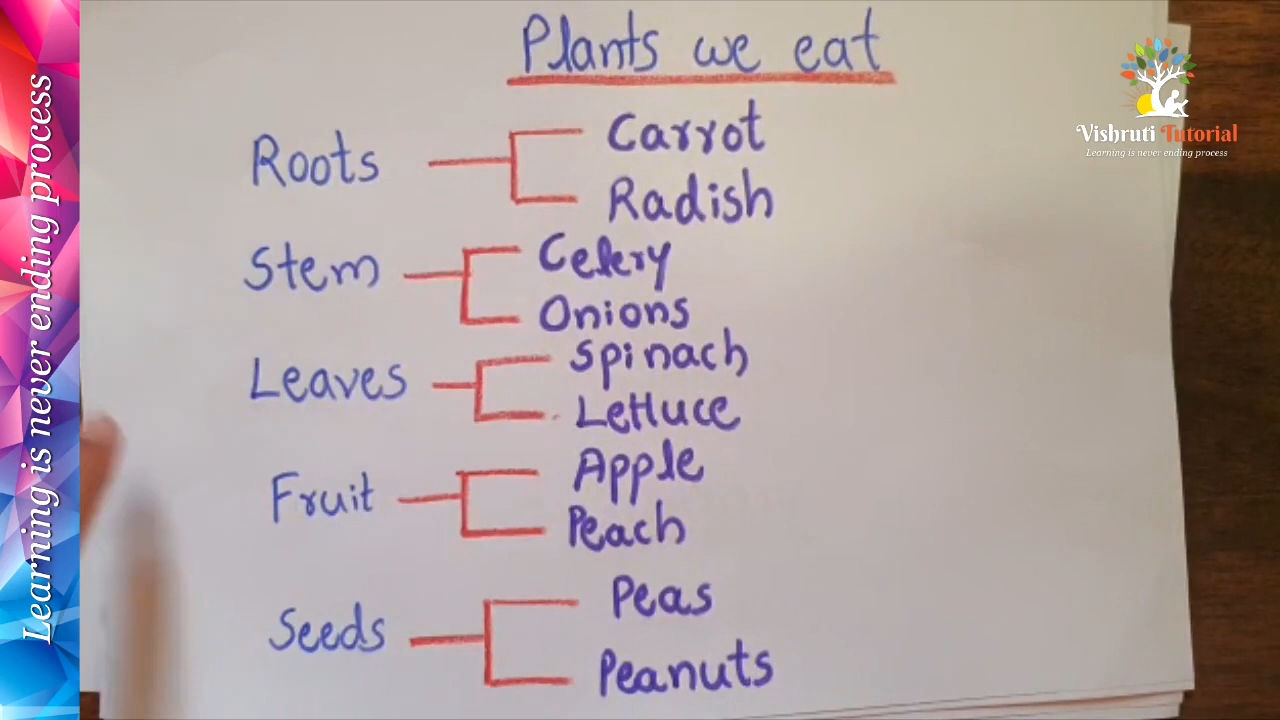 Learning is never ending process
Plants we eat
Vishruti Tutorial
Learning is never ending process
Roots
Carrot
Radish
Stem
Celery
Onions
Leaves
Spinach
Lettuce
Fruit
Apple
Peach
Seeds
Peas
Peanuts